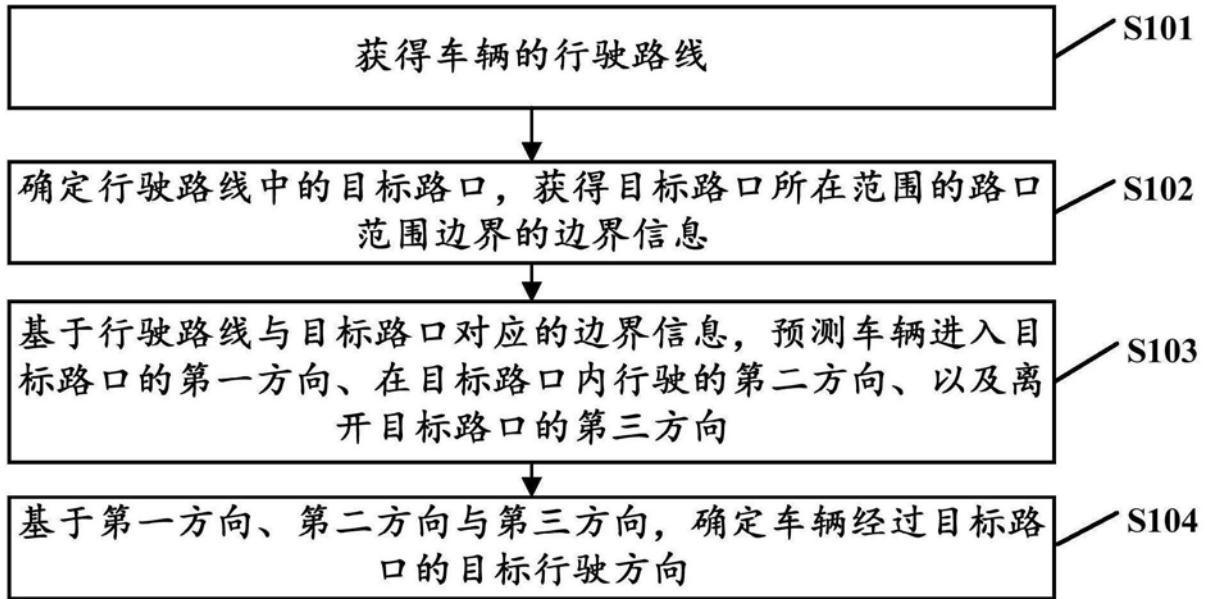 获得车辆的行驶路线
S101
确定行驶路线中的目标路口，获得目标路口所在范围的路口
范围边界的边界信息
S102
基于行驶路线与目标路口对应的边界信息，预测车辆进入目
标路口的第一方向、在目标路口内行驶的第二方向、以及离
开目标路口的第三方向
S103
基于第一方向、第二方向与第三方向，确定车辆经过目标路
口的目标行驶方向
S104